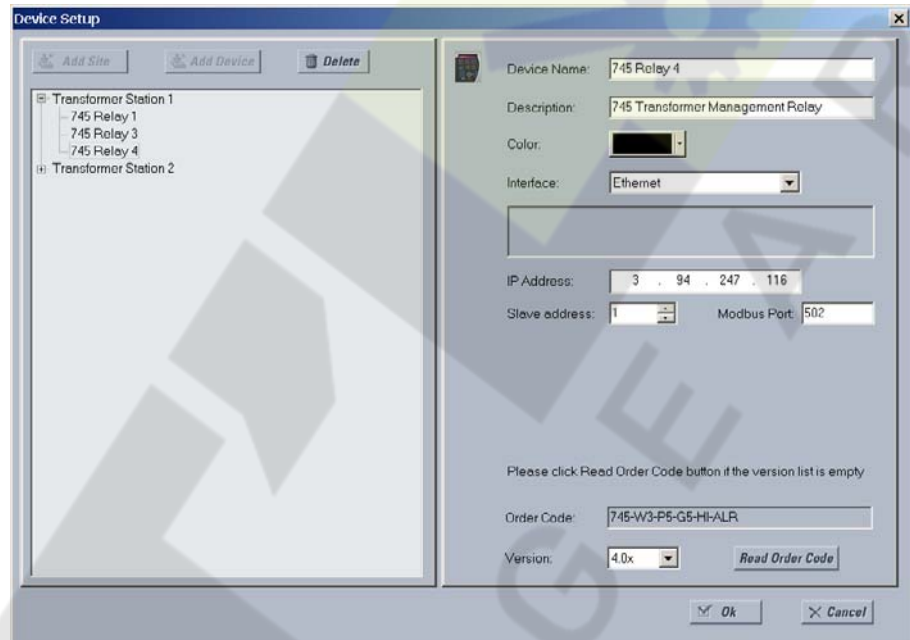 Device Setup
Add Site Add Device Delete
Transformer Station 1
745 Relay 1
745 Relay 3
745 Relay 4
Transformer Station 2
Device Name: 745 Relay 4
Description: 745 Transformer Management Relay
Color:
Interface: Ethernet
IP Address: 3 . 94 . 247 . 116
Slave address: 1 Modbus Port: 502
Please click Read Order Code button if the version list is empty
Order Code: 745-W3-P5-G5-HI-ALR
Version: 4.0x Read Order Code
Ok Cancel
GEAR